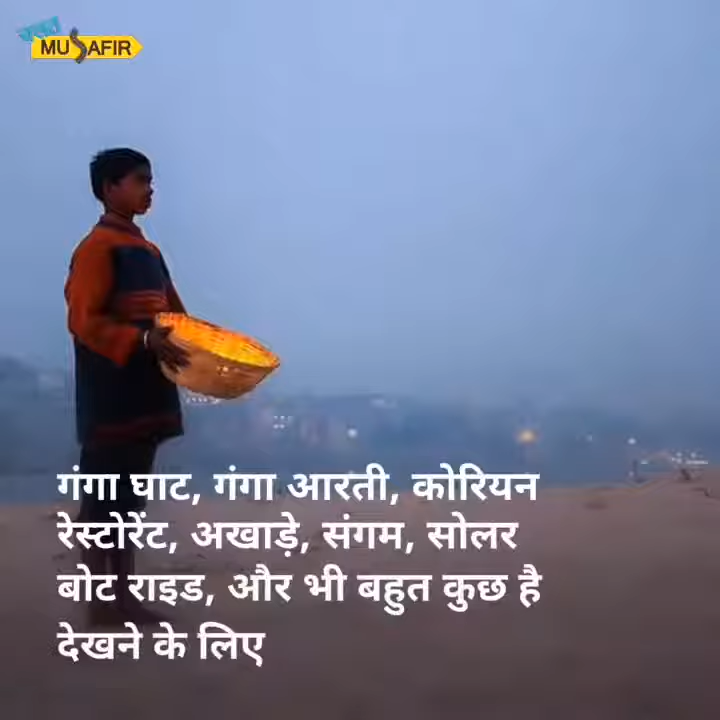 MUSAFIR
गंगा घाट, गंगा आरती, कोरियन
रेस्टोरेंट, अखाड़े, संगम, सोलर
बोट राइड, और भी बहुत कुछ है
देखने के लिए